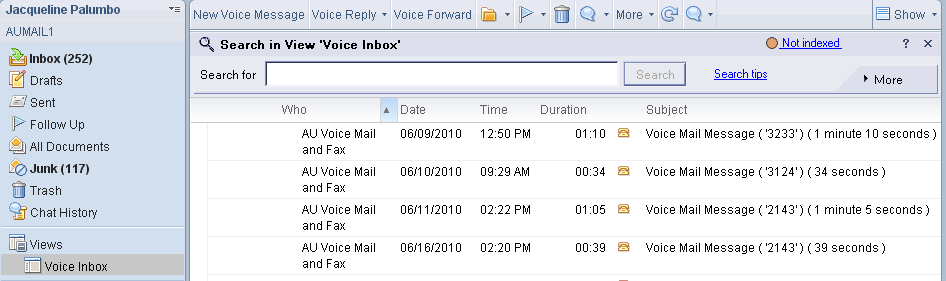 Jacqueline Palumbo
AUMAIL1
Inbox (252)
Drafts
Sent
Follow Up
All Documents
Junk (117)
Trash
Chat History
Views
Voice Inbox
New Voice Message Voice Reply Voice Forward More Show
Search in View 'Voice Inbox' Not indexed ? ×
Search for Search Search tips More
Who Date Time Duration Subject
AU Voice Mail 06/09/2010 12:50 PM 01:10 Voice Mail Message ( '3233' ) ( 1 minute 10 seconds )
and Fax
AU Voice Mail 06/10/2010 09:29 AM 00:34 Voice Mail Message ( '3124' ) ( 34 seconds )
and Fax
AU Voice Mail 06/11/2010 02:22 PM 01:05 Voice Mail Message ( '2143' ) ( 1 minute 5 seconds )
and Fax
AU Voice Mail 06/16/2010 02:20 PM 00:39 Voice Mail Message ( '2143' ) ( 39 seconds )
and Fax